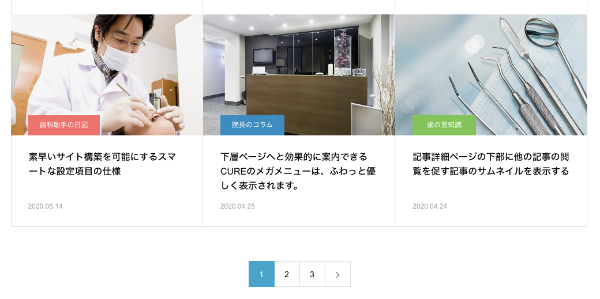 歯科助手の日記
素早いサイト構築を可能にするスマ
ートな設定項目の仕様
2020.05.14
院長のコラム
下層ページへと効果的に案内できる
CUREのメガメニューは、ふわっと優
しく表示されます。
2020.04.25
歯の豆知識
記事詳細ページの下部に他の記事の閲
覧を促す記事のサムネイルを表示する
2020.04.24
1 2 3 >